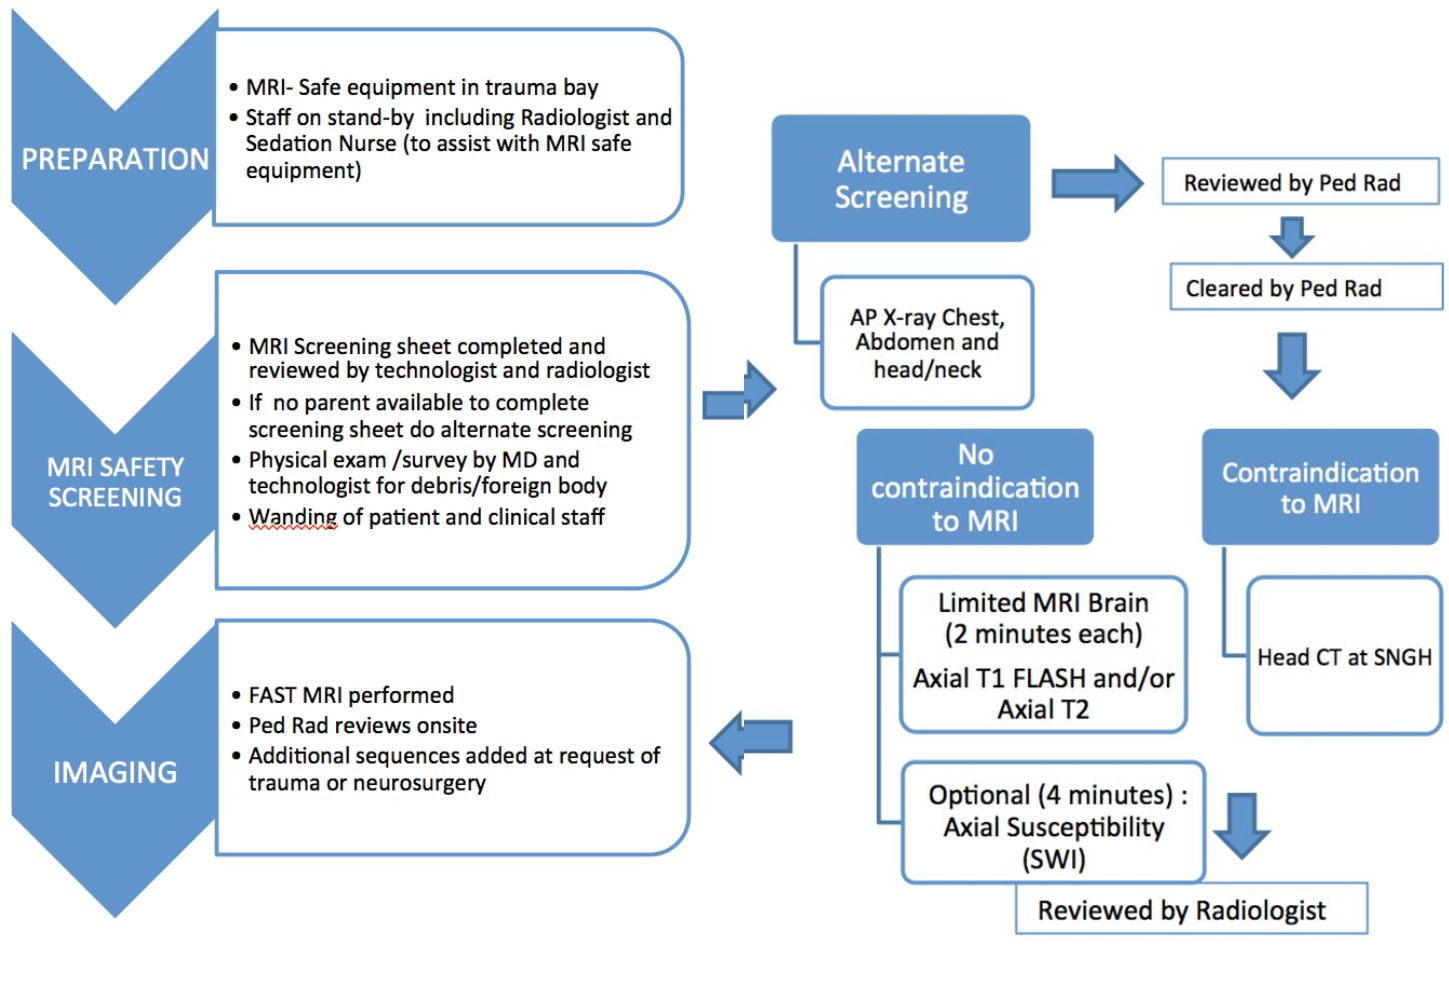 PREPARATION
• MRI- Safe equipment in trauma bay
• Staff on stand-by including Radiologist and
Sedation Nurse (to assist with MRI safe
equipment)
MRI SAFETY
SCREENING
• MRI Screening sheet completed and
reviewed by technologist and radiologist
• If no parent available to complete
screening sheet do alternate screening
• Physical exam /survey by MD and
technologist for debris/foreign body
• Wanding of patient and clinical staff
IMAGING
• FAST MRI performed
• Ped Rad reviews onsite
• Additional sequences added at request of
trauma or neurosurgery
Alternate
Screening
AP X-ray Chest,
Abdomen and
head/neck
Reviewed by Ped Rad
Cleared by Ped Rad
No
contraindication
to MRI
Limited MRI Brain
(2 minutes each)
Axial T1 FLASH and/or
Axial T2
Optional (4 minutes) :
Axial Susceptibility
(SWI)
Reviewed by Radiologist
Contraindication
to MRI
Head CT at SNGH